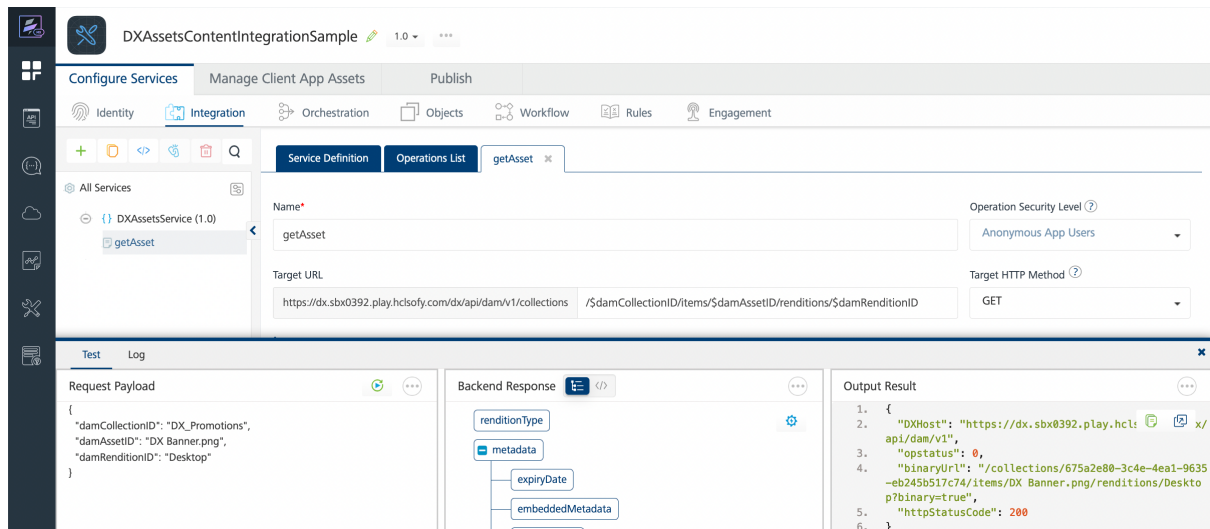 DXAssetsContentIntegrationSample 1.0
Configure Services Manage Client App Assets Publish
Identity Integration Orchestration Objects Workflow Rules Engagement
Service Definition Operations List getAsset
All Services
{ } DXAssetsService (1.0)
getAsset
Name*
getAsset
Operation Security Level ?
Anonymous App Users
Target URL
https://dx.sbx0392.play.hclsofy.com/dx/api/dam/v1/collections /$damCollectionID/items/$damAssetID/renditions/$damRenditionID
Target HTTP Method ?
GET
Test Log
Request Payload
{
"damCollectionID": "DX_Promotions",
"damAssetID": "DX Banner.png",
"damRenditionID": "Desktop"
}
Backend Response </>
renditionType
metadata
expiryDate
embeddedMetadata
Output Result
1. {
2. "DXHost": "https://dx.sbx0392.play.hcls x/
api/dam/v1",
3. "opstatus": 0,
4. "binaryUrl": "/collections/675a2e80-3c4e-4ea1-9635
-eb245b517c74/items/DX Banner.png/renditions/Deskto
p?binary=true",
5. "httpStatusCode": 200
6. }